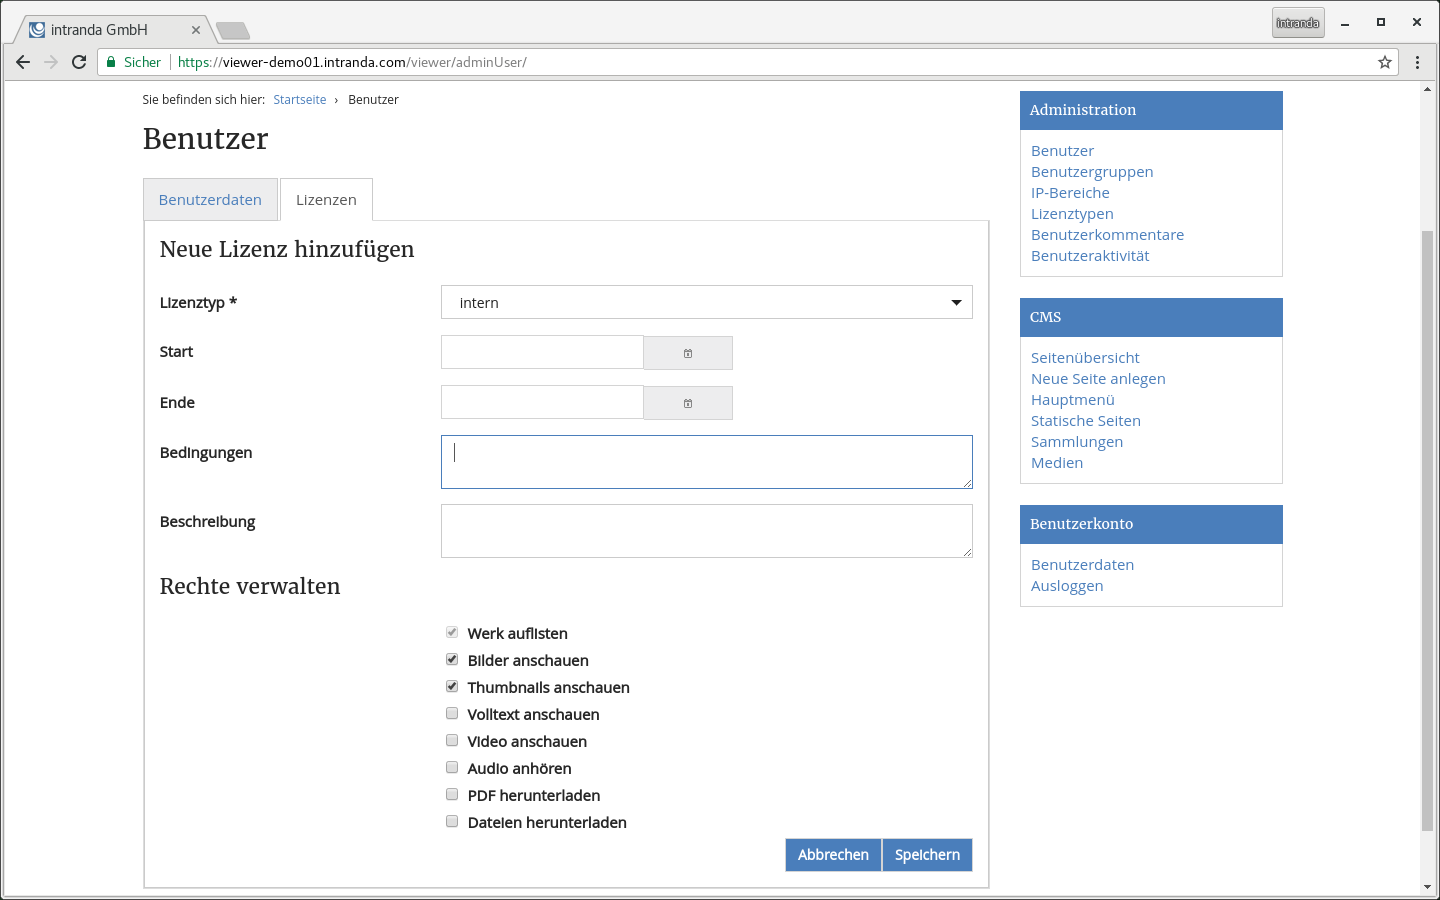 intranda GmbH
intranda
Sicher
https://viewer-demo01.intranda.com/viewer/adminUser/
Sie befinden sich hier: Startseite › Benutzer
Benutzer
Benutzerdaten
Lizenzen
Neue Lizenz hinzufügen
Lizenztyp *
intern
Start
Ende
Bedingungen
Beschreibung
Rechte verwalten
Werk auflisten
Bilder anschauen
Thumbnails anschauen
Volltext anschauen
Video anschauen
Audio anhören
PDF herunterladen
Dateien herunterladen
Abbrechen
Speichern
Administration
Benutzer
Benutzergruppen
IP-Bereiche
Lizenztypen
Benutzerkommentare
Benutzeraktivität
CMS
Seitenübersicht
Neue Seite anlegen
Hauptmenü
Statische Seiten
Sammlungen
Medien
Benutzerkonto
Benutzerdaten
Ausloggen